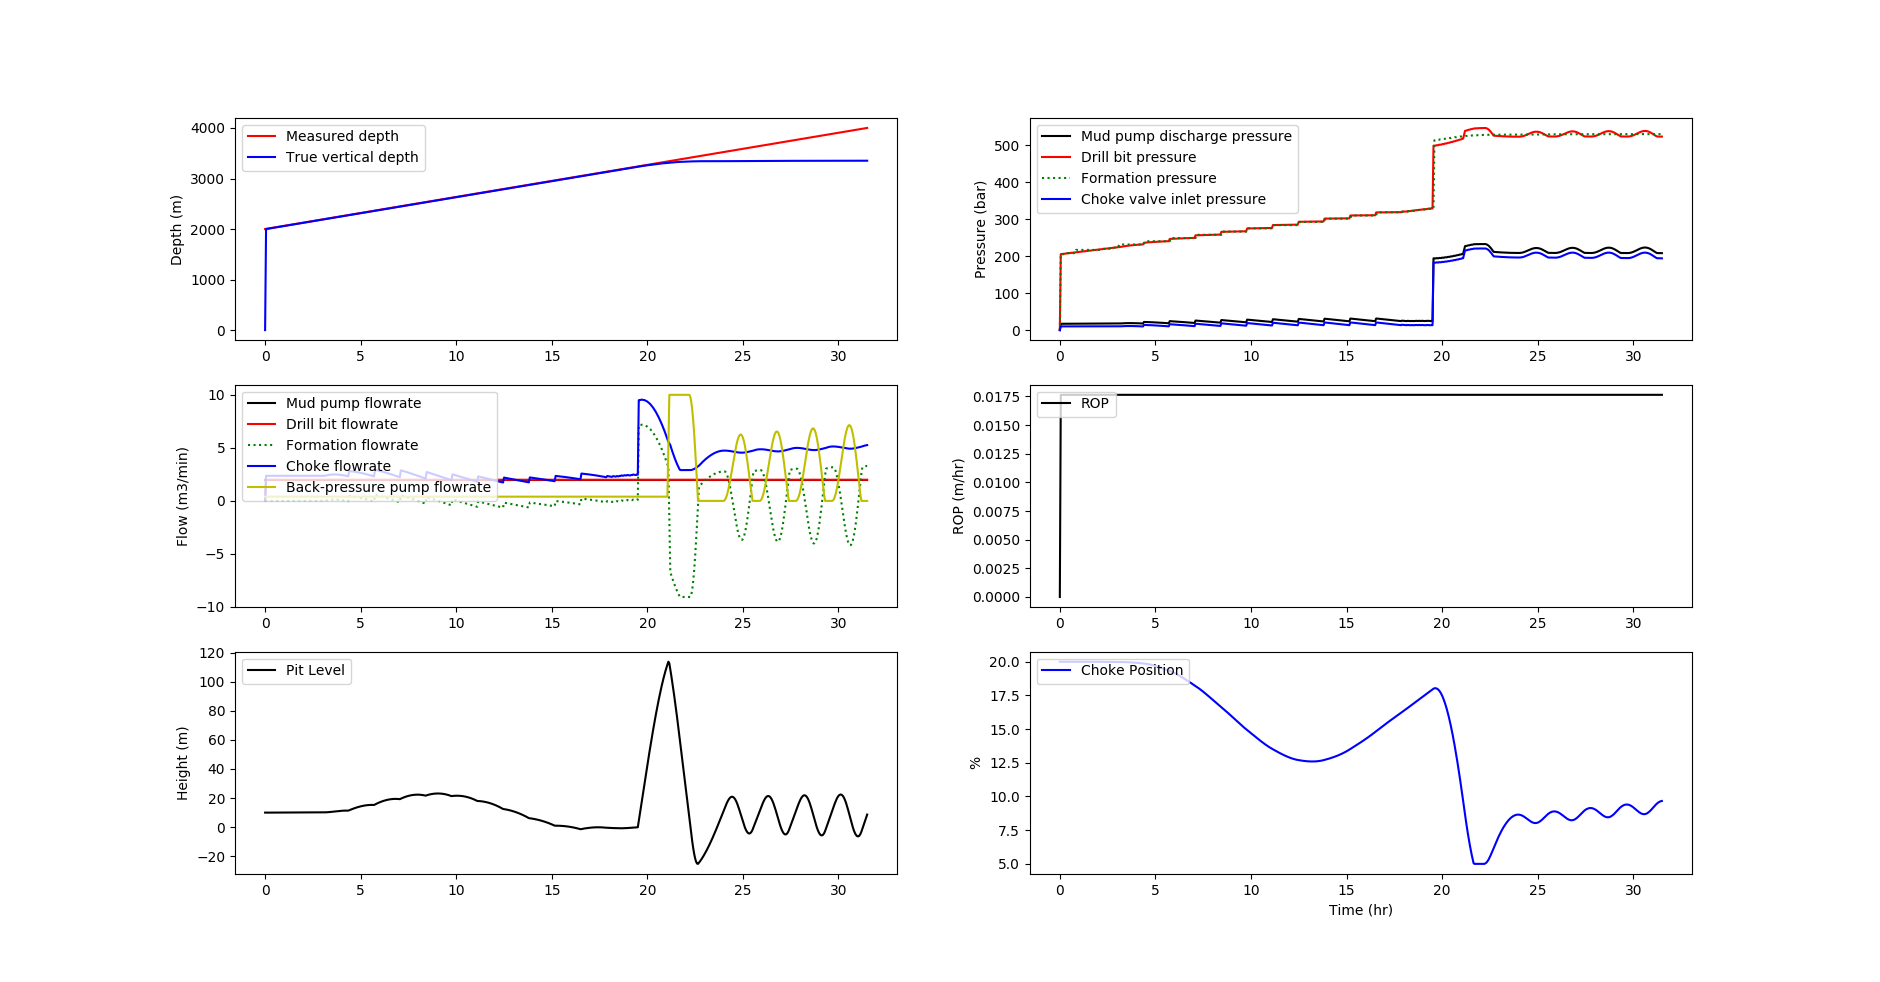 Depth (m)
4000
3000
2000
1000
0
Measured depth
True vertical depth
0 5 10 15 20 25 30
Pressure (bar)
500
400
300
200
100
0
Mud pump discharge pressure
Drill bit pressure
Formation pressure
Choke valve inlet pressure
0 5 10 15 20 25 30
Flow (m3/min)
10
5
0
−5
−10
Mud pump flowrate
Drill bit flowrate
Formation flowrate
Choke flowrate
Back-pressure pump flowrate
0 5 10 15 20 25 30
ROP (m/hr)
0.0175
0.0150
0.0125
0.0100
0.0075
0.0050
0.0025
0.0000
ROP
0 5 10 15 20 25 30
Height (m)
120
100
80
60
40
20
0
−20
Pit Level
0 5 10 15 20 25 30
%
20.0
17.5
15.0
12.5
10.0
7.5
5.0
Choke Position
0 5 10 15 20 25 30
Time (hr)